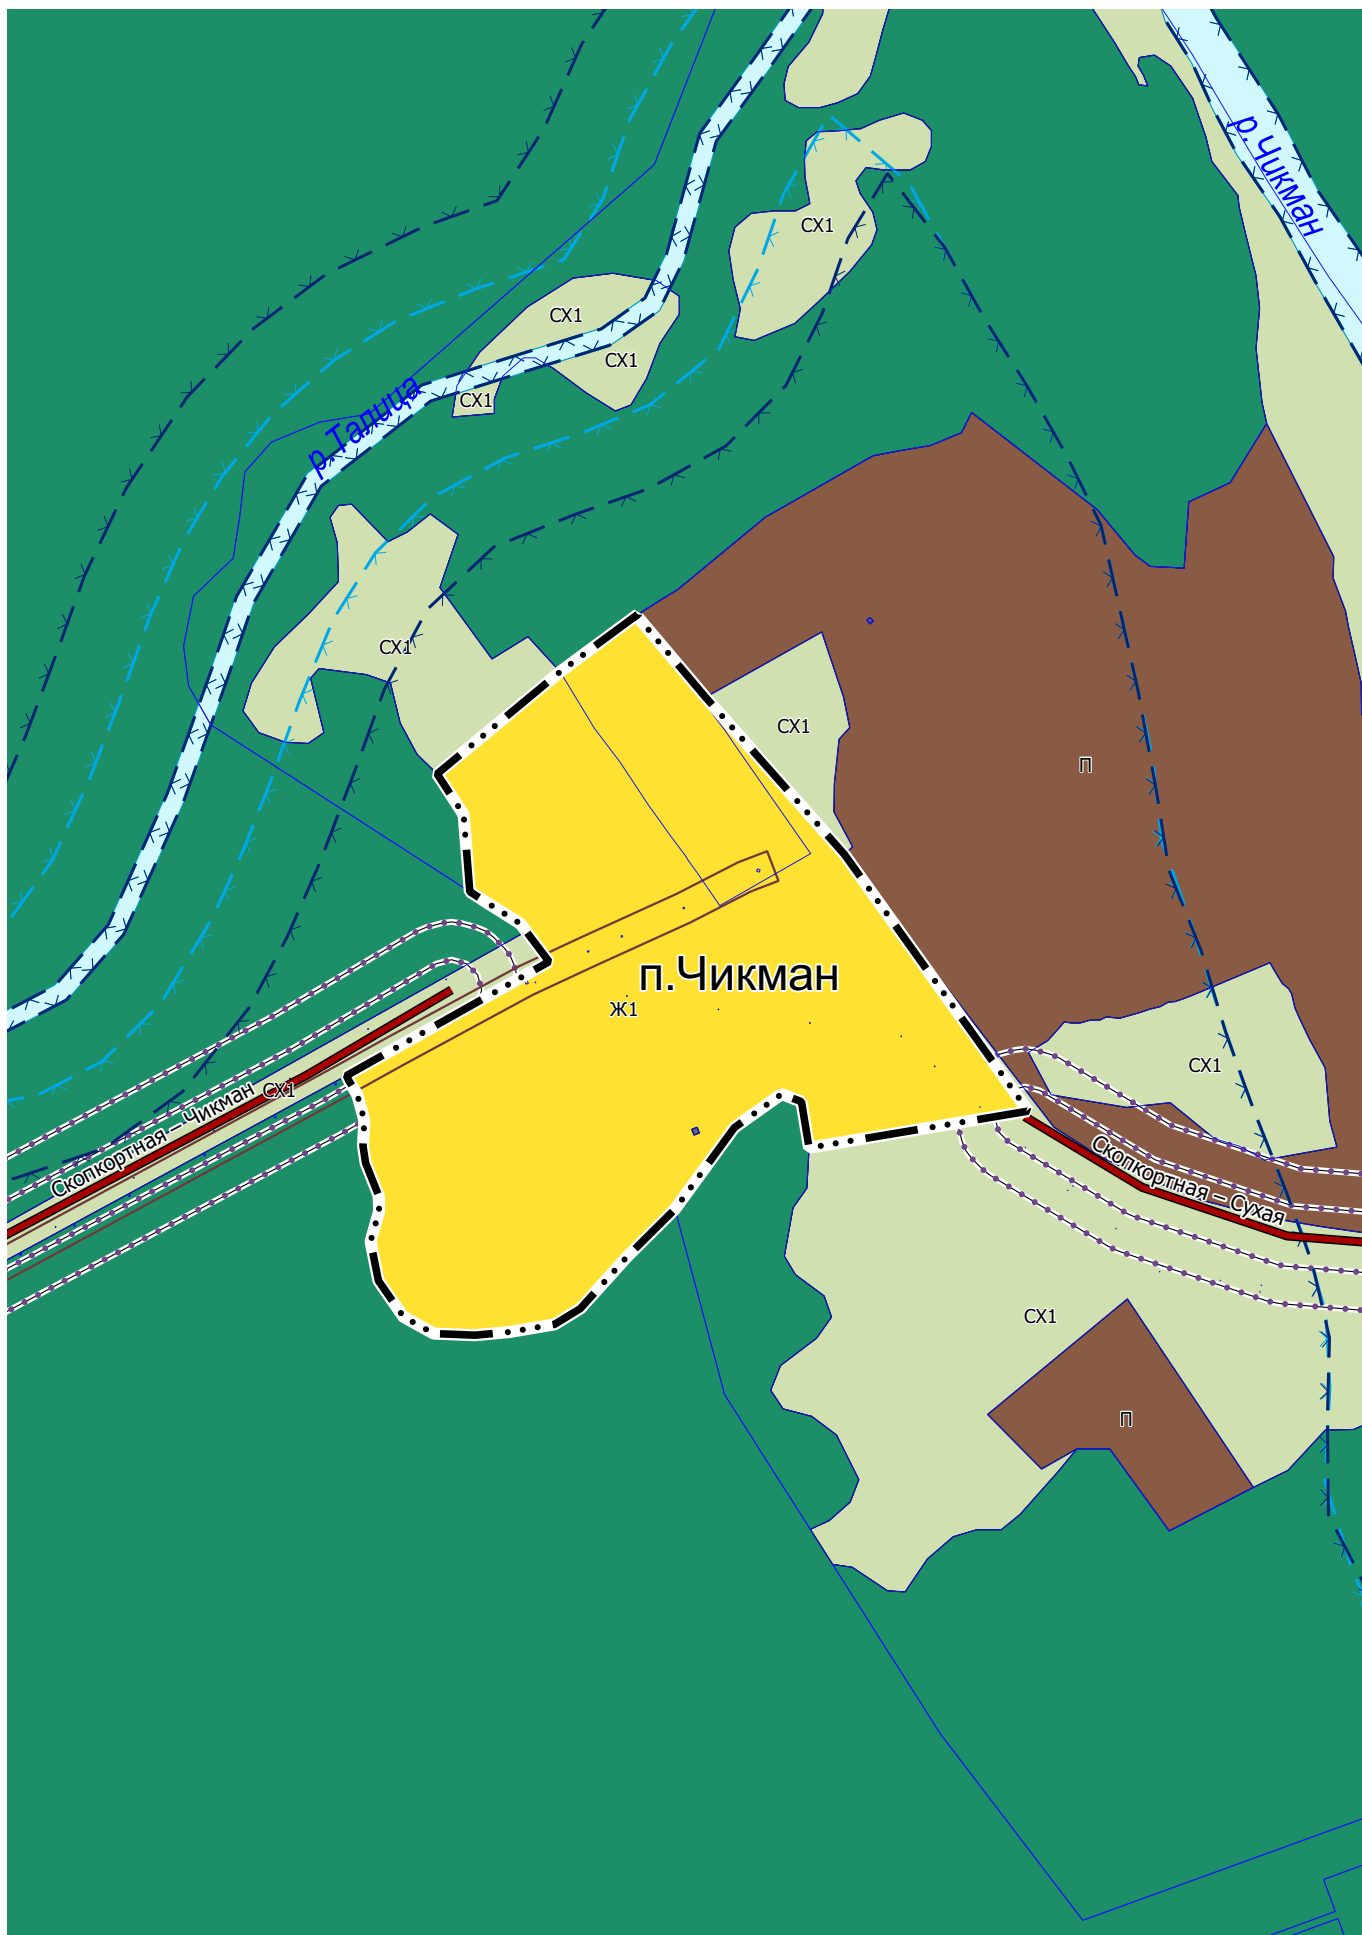 р.Чикман
СХ1
СХ1
СХ1
СХ1
р.Талица
СХ1
СХ1
П
п.Чикман
Ж1
СХ1
СХ1
Скопкортная – Чикман
Скопкортная – Сухая
СХ1
П